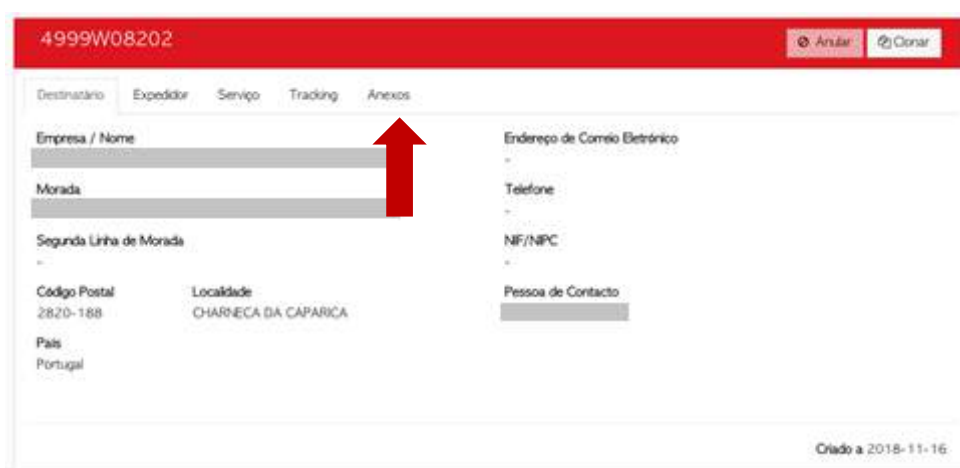 4999W08202
Anular Clonar
Destinatário Expedidor Serviço Tracking Anexos
Empresa / Nome Endereço de Correio Eletrónico
-
Morada Telefone
-
Segunda Linha de Morada NIF/NIPC
- -
Código Postal Localidade Pessoa de Contacto
2820-188 CHARNECA DA CAPARICA
País
Portugal
Criado a 2018-11-16